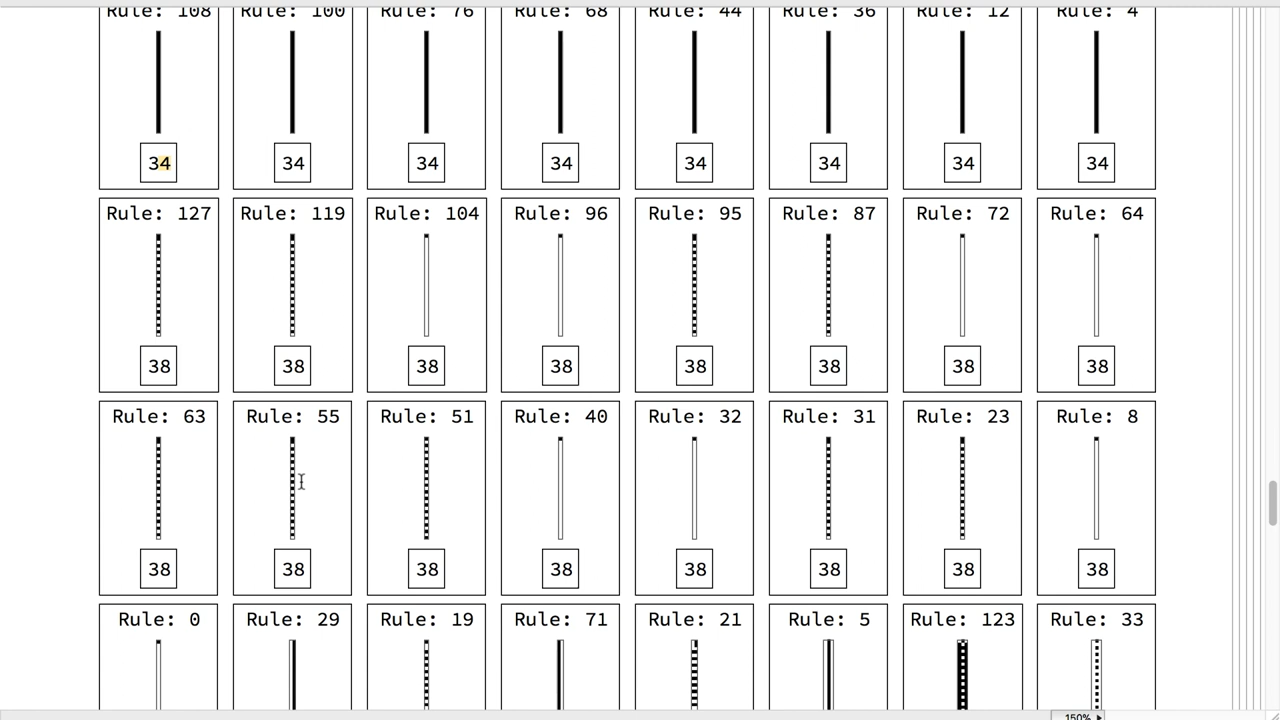 Rule: 108 Rule: 100 Rule: 76 Rule: 68 Rule: 44 Rule: 36 Rule: 12 Rule: 4
34 34 34 34 34 34 34 34
Rule: 127 Rule: 119 Rule: 104 Rule: 96 Rule: 95 Rule: 87 Rule: 72 Rule: 64
38 38 38 38 38 38 38 38
Rule: 63 Rule: 55 Rule: 51 Rule: 40 Rule: 32 Rule: 31 Rule: 23 Rule: 8
38 38 38 38 38 38 38 38
Rule: 0 Rule: 29 Rule: 19 Rule: 71 Rule: 21 Rule: 5 Rule: 123 Rule: 33
150%